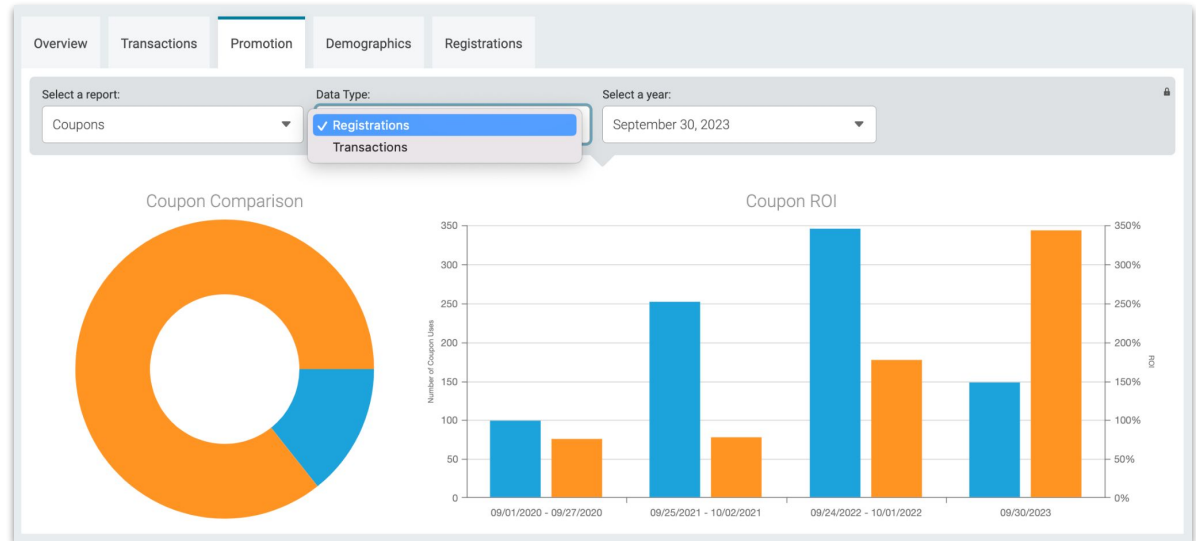 Overview Transactions Promotion Demographics Registrations
Select a report: Data Type: Select a year:
Coupons ✓ Registrations September 30, 2023
Transactions
Coupon Comparison Coupon ROI
350 350%
300 300%
250 250%
200 200%
150 150%
100 100%
50 50%
0 0%
Number of Coupon Uses
ROI
09/01/2020 - 09/27/2020 09/25/2021 - 10/02/2021 09/24/2022 - 10/01/2022 09/30/2023